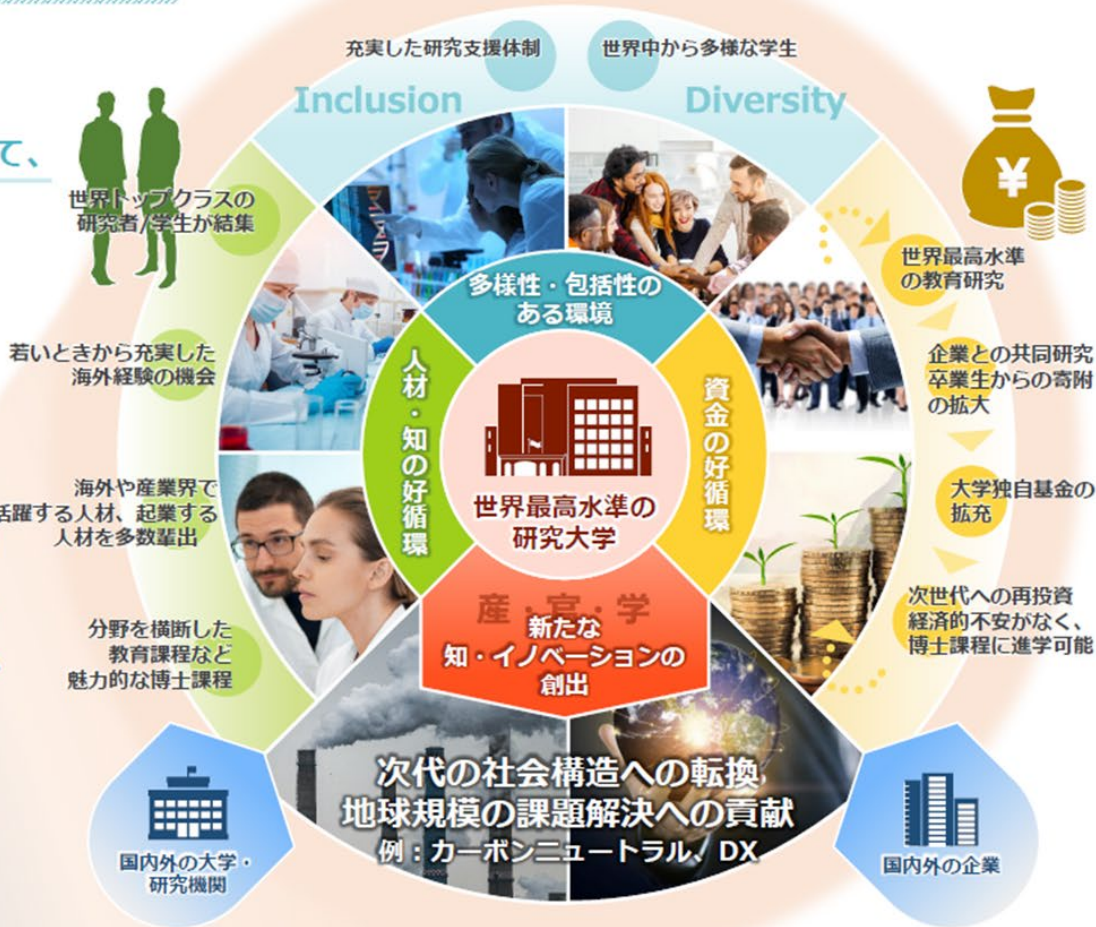 充実した研究支援体制
世界中から多様な学生
Inclusion
Diversity
て、
世界トップクラスの
研究者/学生が結集
若いときから充実した
海外経験の機会
海外や産業界で
活躍する人材、起業する
人材を多数輩出
分野を横断した
教育課程など
魅力的な博士課程
多様性・包括性の
ある環境
人材・知の好循環
資金の好循環
世界最高水準の
研究大学
産・官・学
新たな
知・イノベーションの
創出
¥
世界最高水準
の教育研究
企業との共同研究
卒業生からの寄附
の拡大
大学独自基金の
拡充
次世代への再投資
経済的不安がなく、
博士課程に進学可能
次代の社会構造への転換
地球規模の課題解決への貢献
例：カーボンニュートラル、DX
国内外の大学・
研究機関
国内外の企業